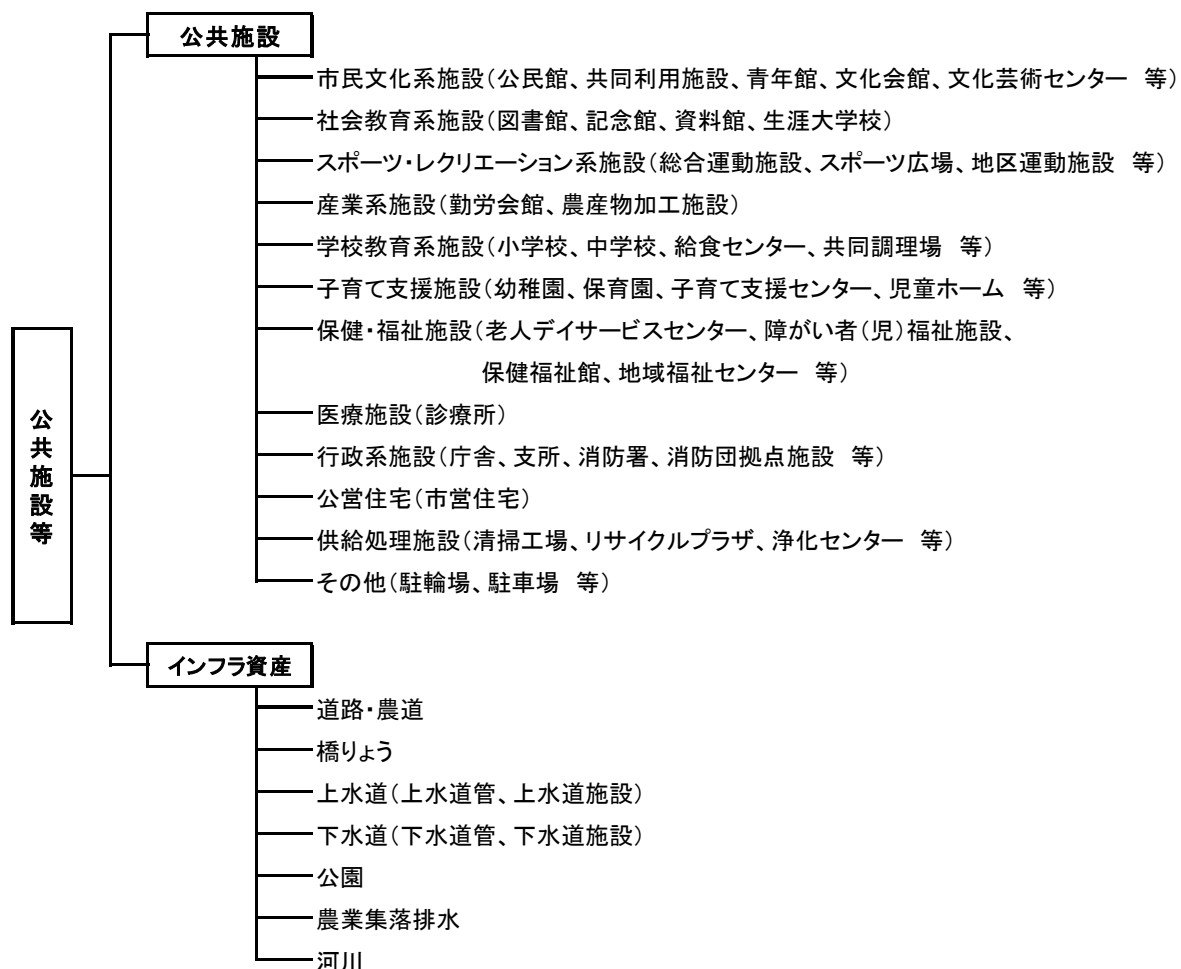 公共施設
市民文化系施設(公民館、共同利用施設、青年館、文化会館、文化芸術センター 等)
社会教育系施設(図書館、記念館、資料館、生涯大学校)
スポーツ・レクリエーション系施設(総合運動施設、スポーツ広場、地区運動施設 等)
産業系施設(勤労会館、農産物加工施設)
学校教育系施設(小学校、中学校、給食センター、共同調理場 等)
子育て支援施設(幼稚園、保育園、子育て支援センター、児童ホーム 等)
保健・福祉施設(老人デイサービスセンター、障がい者(児)福祉施設、
保健福祉館、地域福祉センター 等)
医療施設(診療所)
行政系施設(庁舎、支所、消防署、消防団拠点施設 等)
公営住宅(市営住宅)
供給処理施設(清掃工場、リサイクルプラザ、浄化センター 等)
その他(駐輪場、駐車場 等)
公共施設等
インフラ資産
道路・農道
橋りょう
上水道(上水道管、上水道施設)
下水道(下水道管、下水道施設)
公園
農業集落排水
河川